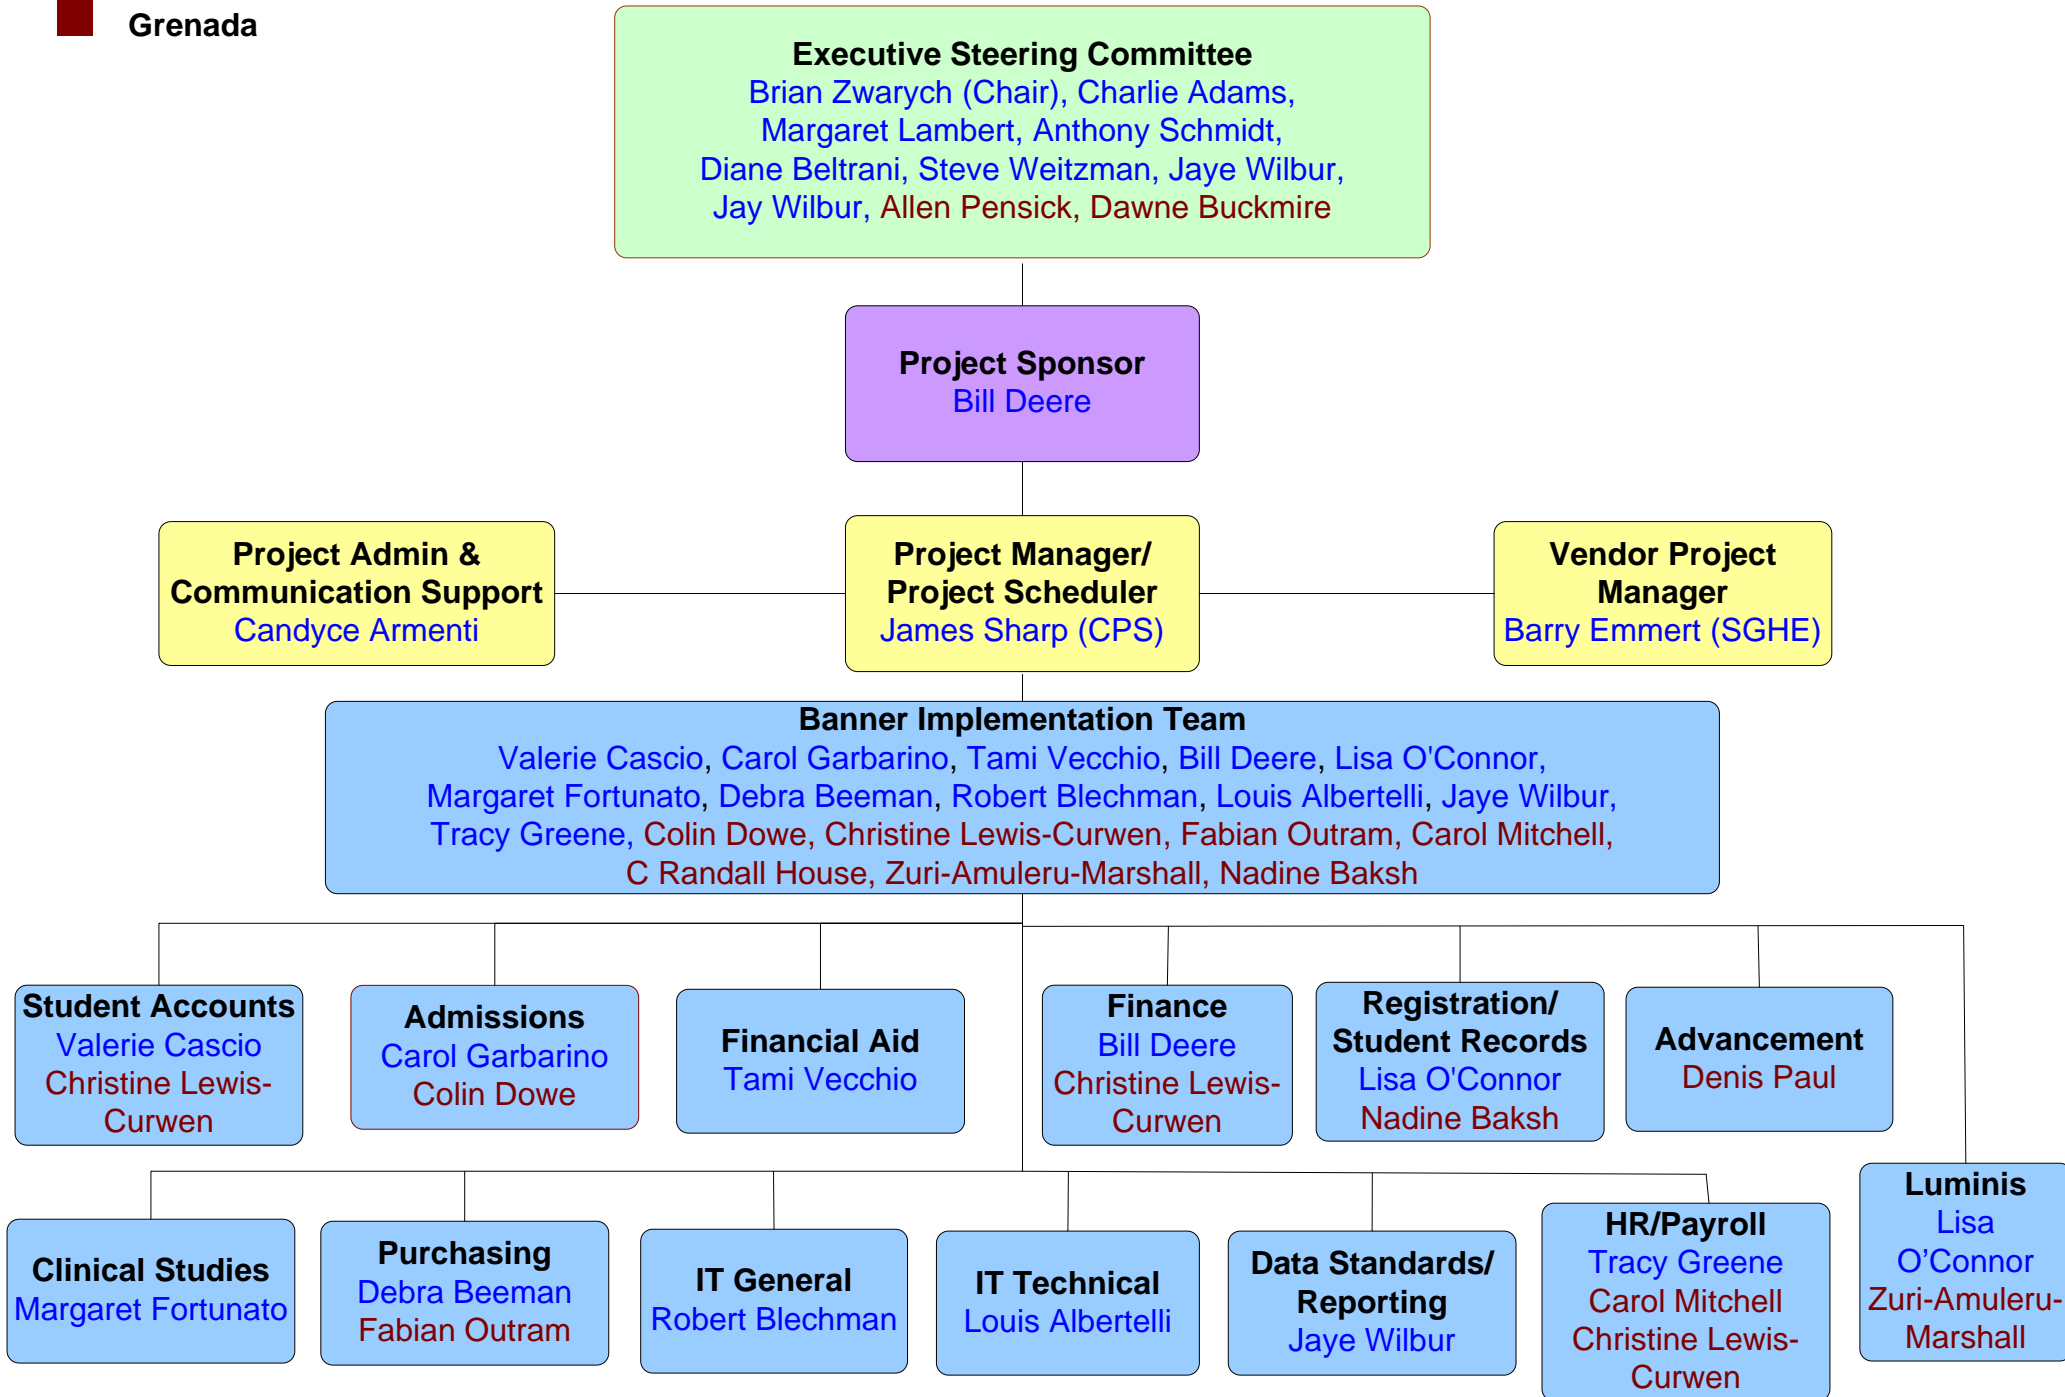 Grenada
Executive Steering Committee
Brian Zwarych (Chair), Charlie Adams,
Margaret Lambert, Anthony Schmidt,
Diane Beltrani, Steve Weitzman, Jaye Wilbur,
Jay Wilbur, Allen Pensick, Dawne Buckmire
Project Sponsor
Bill Deere
Project Admin &
Communication Support
Candyce Armenti
Project Manager/
Project Scheduler
James Sharp (CPS)
Vendor Project
Manager
Barry Emmert (SGHE)
Banner Implementation Team
Valerie Cascio, Carol Garbarino, Tami Vecchio, Bill Deere, Lisa O'Connor,
Margaret Fortunato, Debra Beeman, Robert Blechman, Louis Albertelli, Jaye Wilbur,
Tracy Greene, Colin Dowe, Christine Lewis-Curwen, Fabian Outram, Carol Mitchell,
C Randall House, Zuri-Amuleru-Marshall, Nadine Baksh
Student Accounts
Valerie Cascio
Christine Lewis-
Curwen
Admissions
Carol Garbarino
Colin Dowe
Financial Aid
Tami Vecchio
Finance
Bill Deere
Christine Lewis-
Curwen
Registration/
Student Records
Lisa O'Connor
Nadine Baksh
Advancement
Denis Paul
Clinical Studies
Margaret Fortunato
Purchasing
Debra Beeman
Fabian Outram
IT General
Robert Blechman
IT Technical
Louis Albertelli
Data Standards/
Reporting
Jaye Wilbur
HR/Payroll
Tracy Greene
Carol Mitchell
Christine Lewis-
Curwen
Luminis
Lisa
O’Connor
Zuri-Amuleru-
Marshall